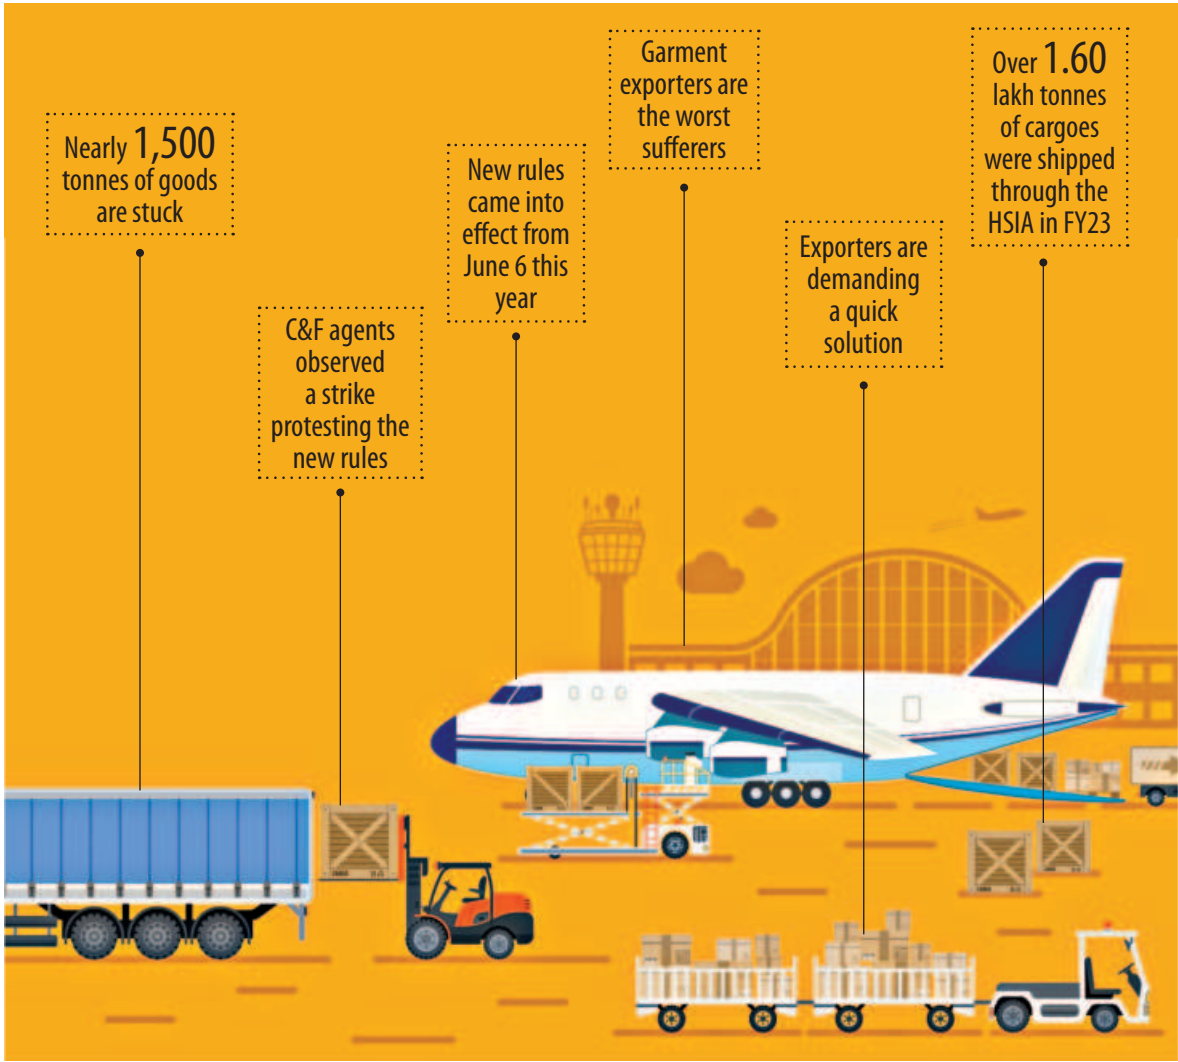 Nearly 1,500
tonnes of goods
are stuck
C&F agents
observed
a strike
protesting the
new rules
New rules
came into
effect from
June 6 this
year
Garment
exporters are
the worst
sufferers
Exporters are
demanding
a quick
solution
Over 1.60
lakh tonnes
of cargoes
were shipped
through the
HSIA in FY23